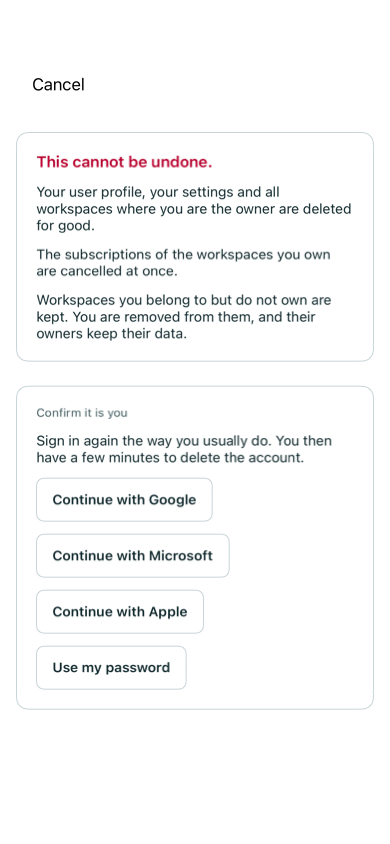 Cancel
This cannot be undone.
Your user profile, your settings and all
workspaces where you are the owner are deleted
for good.
The subscriptions of the workspaces you own
are cancelled at once.
Workspaces you belong to but do not own are
kept. You are removed from them, and their
owners keep their data.
Confirm it is you
Sign in again the way you usually do. You then
have a few minutes to delete the account.
Continue with Google
Continue with Microsoft
Continue with Apple
Use my password